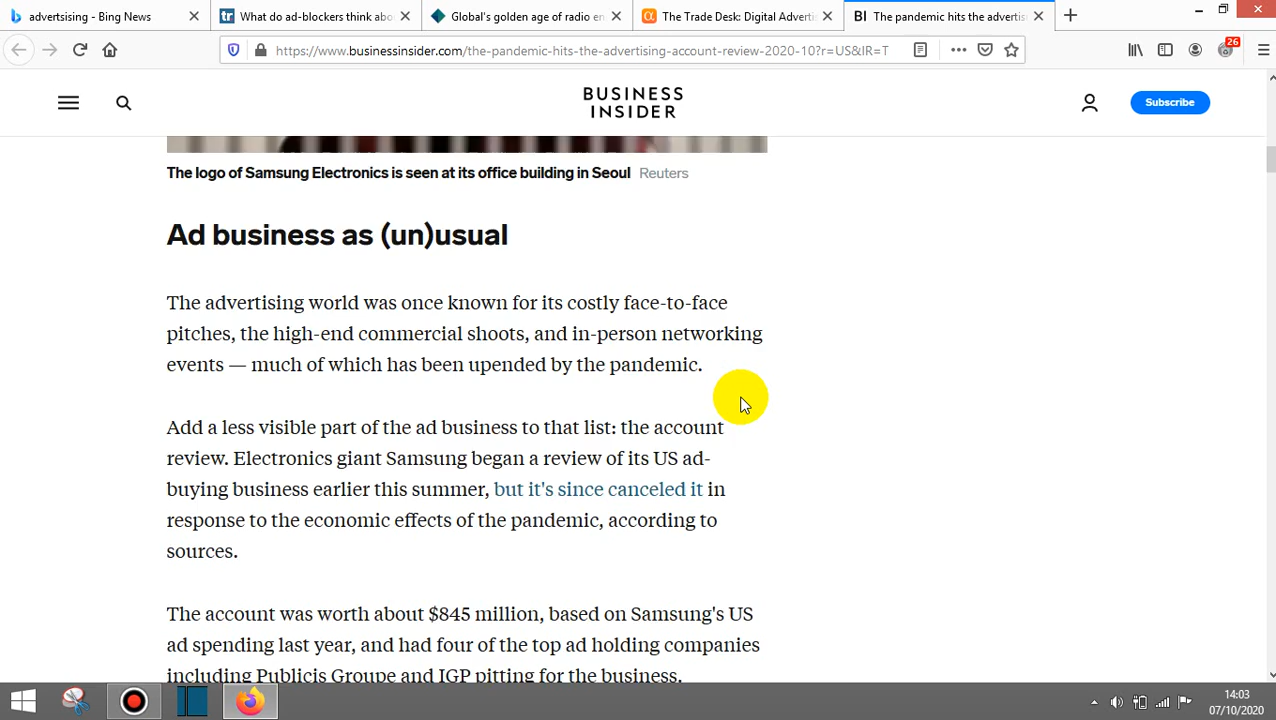 advertising - Bing News
What do ad-blockers think abo
Global's golden age of radio en
The Trade Desk: Digital Adverti
BI The pandemic hits the advertis
https://www.businessinsider.com/the-pandemic-hits-the-advertising-account-review-2020-10?r=US&IR=T
26
BUSINESS
INSIDER
Subscribe
The logo of Samsung Electronics is seen at its office building in Seoul Reuters
Ad business as (un)usual
The advertising world was once known for its costly face-to-face
pitches, the high-end commercial shoots, and in-person networking
events — much of which has been upended by the pandemic.
Add a less visible part of the ad business to that list: the account
review. Electronics giant Samsung began a review of its US ad-
buying business earlier this summer, but it's since canceled it in
response to the economic effects of the pandemic, according to
sources.
The account was worth about $845 million, based on Samsung's US
ad spending last year, and had four of the top ad holding companies
including Publicis Groupe and IGP pitting for the business.
14:03
07/10/2020